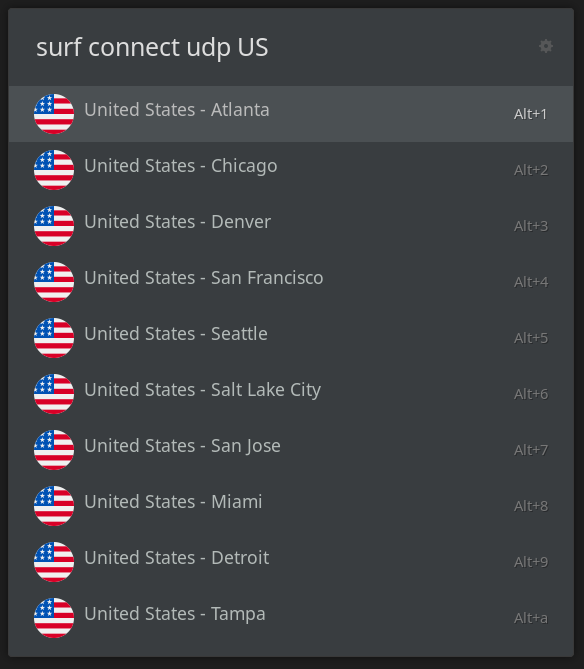 surf connect udp US
United States - Atlanta Alt+1
United States - Chicago Alt+2
United States - Denver Alt+3
United States - San Francisco Alt+4
United States - Seattle Alt+5
United States - Salt Lake City Alt+6
United States - San Jose Alt+7
United States - Miami Alt+8
United States - Detroit Alt+9
United States - Tampa Alt+a